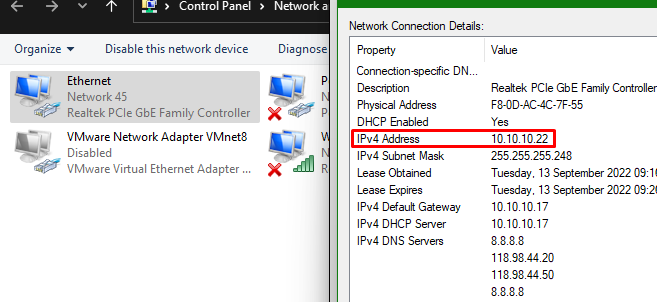 Control Panel > Network a
Organize
Disable this network device
Diagnose
Ethernet
Network 45
Realtek PCIe GbE Family Controller
VMware Network Adapter VMnet8
Disabled
VMware Virtual Ethernet Adapter ...
P
W
Network Connection Details:
Property Value
Connection-specific DN...
Description Realtek PCIe GbE Family Controller
Physical Address F8-0D-AC-4C-7F-55
DHCP Enabled Yes
IPv4 Address 10.10.10.22
IPv4 Subnet Mask 255.255.255.248
Lease Obtained Tuesday, 13 September 2022 09:16
Lease Expires Tuesday, 13 September 2022 09:26
IPv4 Default Gateway 10.10.10.17
IPv4 DHCP Server 10.10.10.17
IPv4 DNS Servers 8.8.8.8
118.98.44.20
118.98.44.50
8.8.8.8